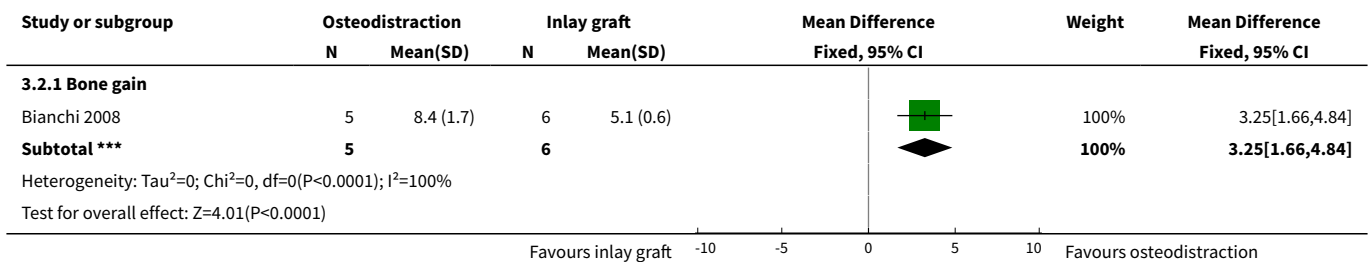 Study or subgroup Osteodistraction Inlay graft Mean Difference Weight Mean Difference
N Mean(SD) N Mean(SD) Fixed, 95% CI Fixed, 95% CI
3.2.1 Bone gain
Bianchi 2008 5 8.4 (1.7) 6 5.1 (0.6) 100% 3.25[1.66,4.84]
Subtotal *** 5 6 100% 3.25[1.66,4.84]
Heterogeneity: Tau²=0; Chi²=0, df=0(P<0.0001); I²=100%
Test for overall effect: Z=4.01(P<0.0001)
Favours inlay graft -10 -5 0 5 10 Favours osteodistraction